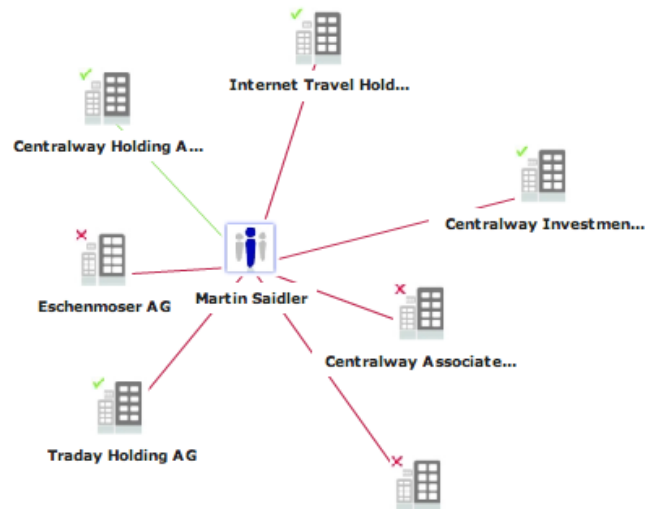 Internet Travel Hold...
Centralway Holding A...
Centralway Investmen...
Eschenmoser AG
Martin Saidler
Centralway Associate...
Traday Holding AG